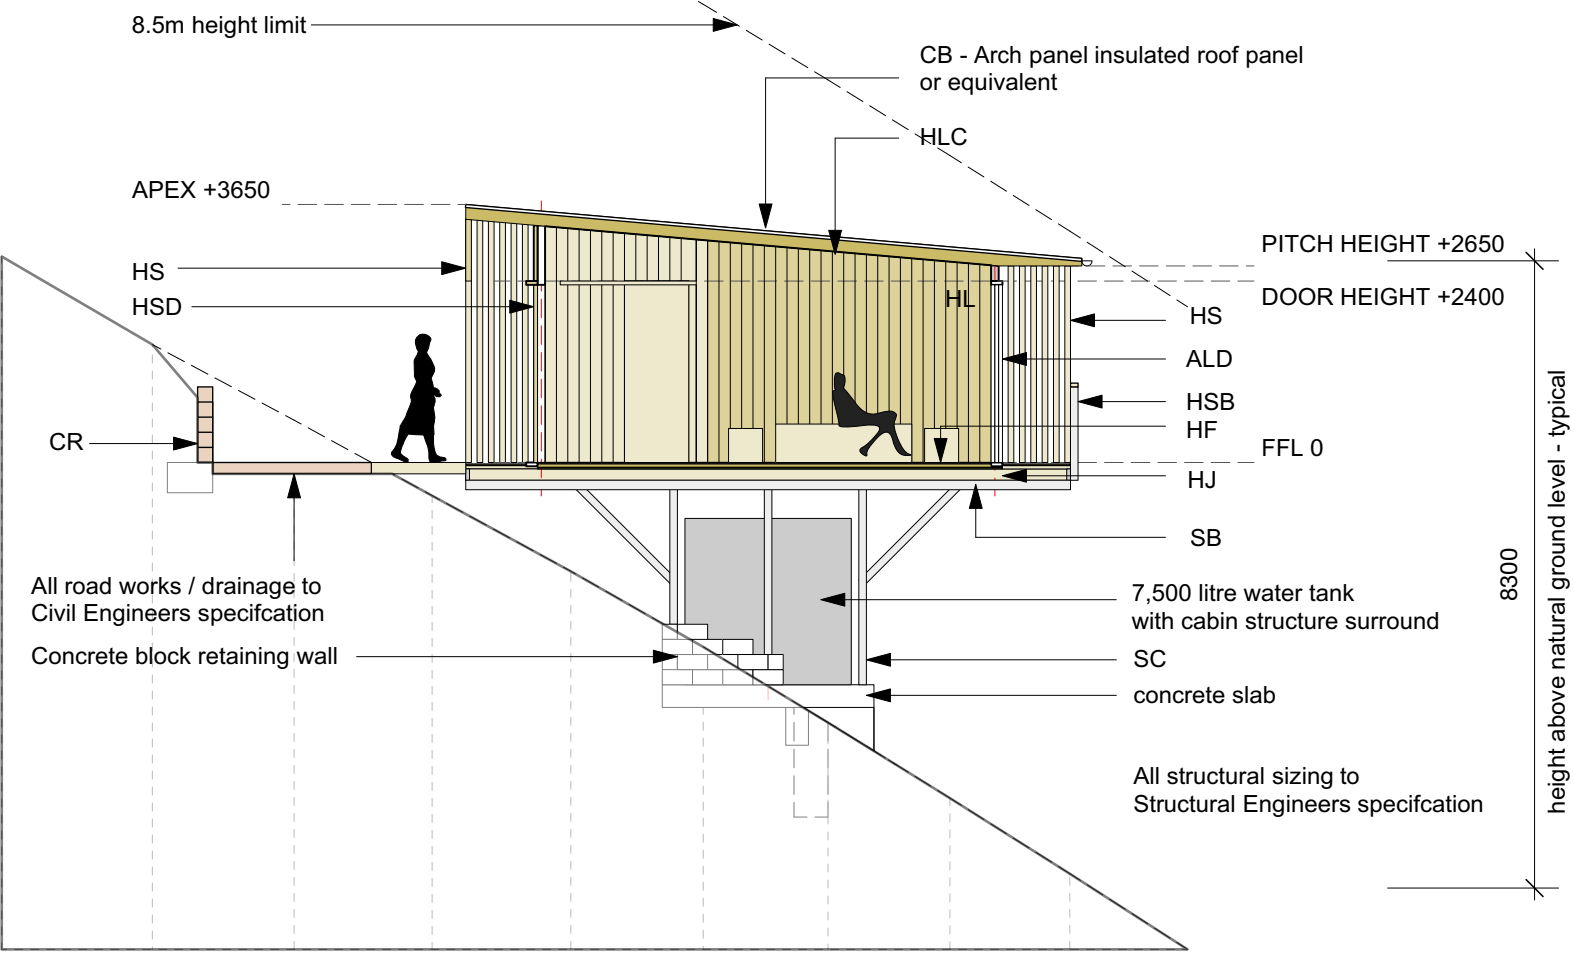 8.5m height limit
CB - Arch panel insulated roof panel
or equivalent
HLC
APEX +3650
PITCH HEIGHT +2650
HS
DOOR HEIGHT +2400
HL
HSD
HS
ALD
HSB
HF
CR
FFL 0
HJ
SB
All road works / drainage to
Civil Engineers specifcation
7,500 litre water tank
with cabin structure surround
Concrete block retaining wall
SC
concrete slab
All structural sizing to
Structural Engineers specifcation
8300
height above natural ground level - typical